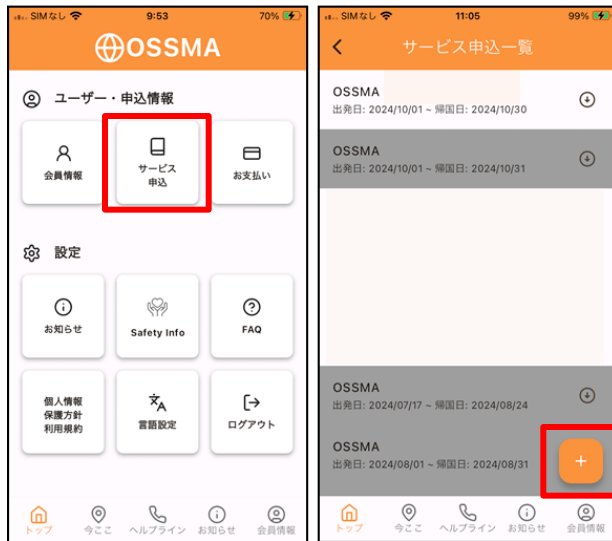 SIMなし
9:53
70%
OSSMA
ユーザー・申込情報
会員情報
サービス
申込
お支払い
設定
お知らせ
Safety Info
FAQ
個人情報
保護方針
利用規約
言語設定
ログアウト
トップ
今ここ
ヘルプライン
お知らせ
会員情報
SIMなし
11:05
99%
サービス申込一覧
OSSMA
出発日: 2024/10/01 ~ 帰国日: 2024/10/30
OSSMA
出発日: 2024/10/01 ~ 帰国日: 2024/10/31
OSSMA
出発日: 2024/07/17 ~ 帰国日: 2024/08/24
OSSMA
出発日: 2024/08/01 ~ 帰国日: 2024/08/31
トップ
今ここ
ヘルプライン
お知らせ
会員情報